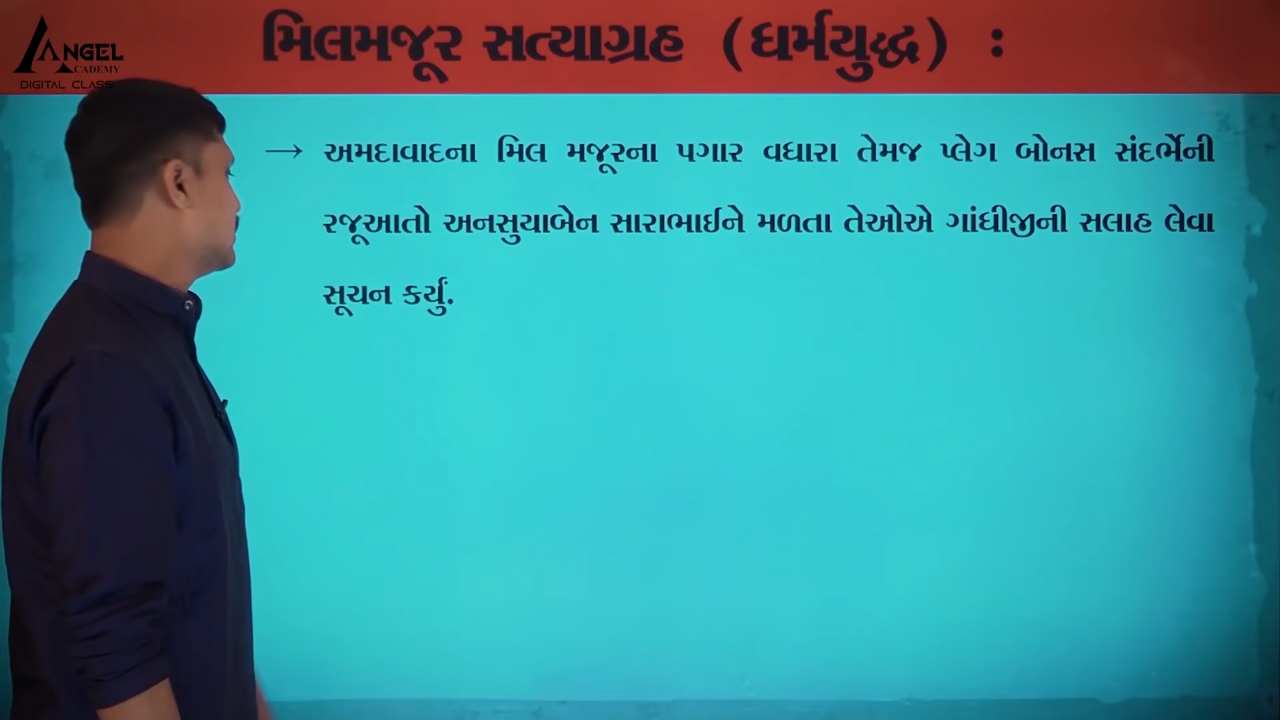 ANGEL
ACADEMY
DIGITAL CLASS
મિલમજૂર સત્યાગ્રહ (ધર્મયુદ્ધ) :
→ અમદાવાદના મિલ મજૂરના પગાર વધારા તેમજ પ્લેગ બોનસ સંદર્ભેની
રજૂઆતો અનસુયાબેન સારાભાઈને મળતા તેઓએ ગાંધીજીની સલાહ લેવા
સૂચન કર્યું.